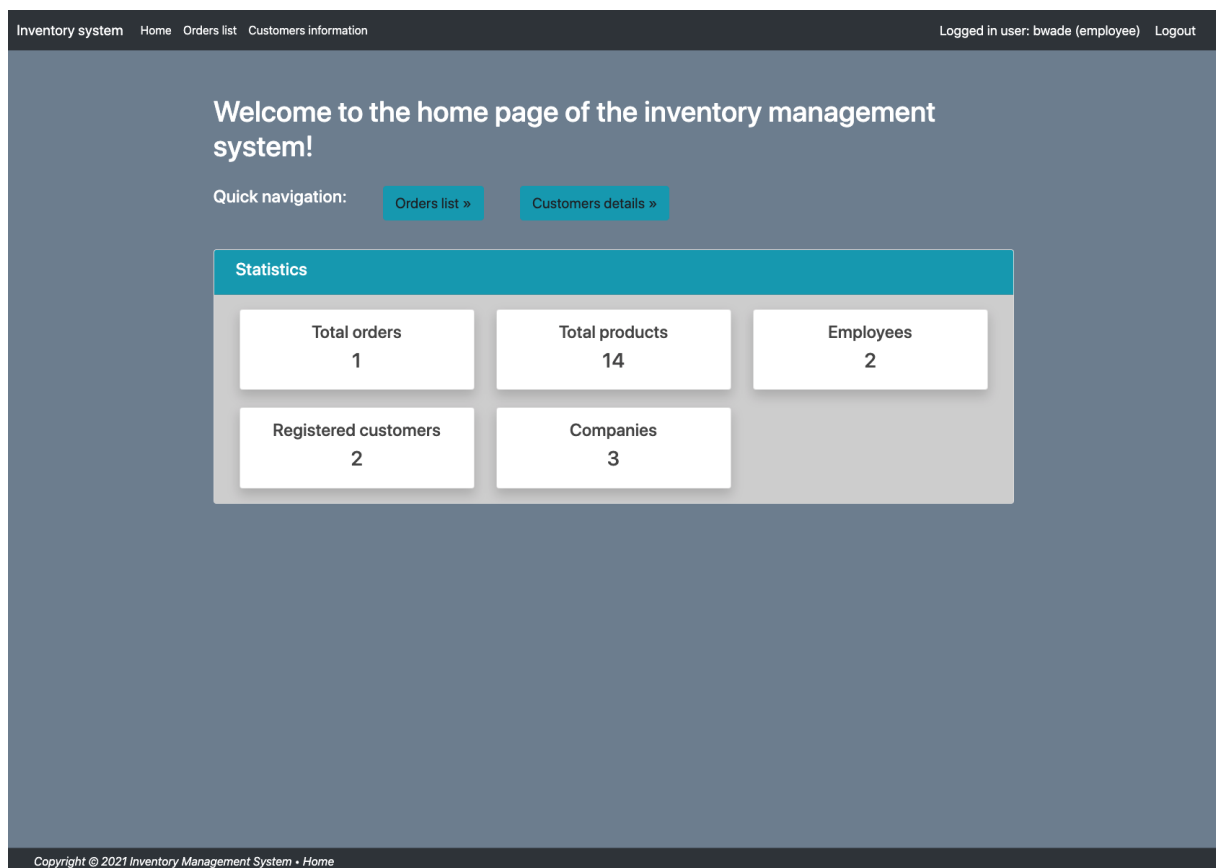 Inventory system Home Orders list Customers information Logged in user: bwade (employee) Logout
Welcome to the home page of the inventory management
system!
Quick navigation: Orders list » Customers details »
Statistics
Total orders Total products Employees
1 14 2
Registered customers Companies
2 3
Copyright © 2021 Inventory Management System • Home